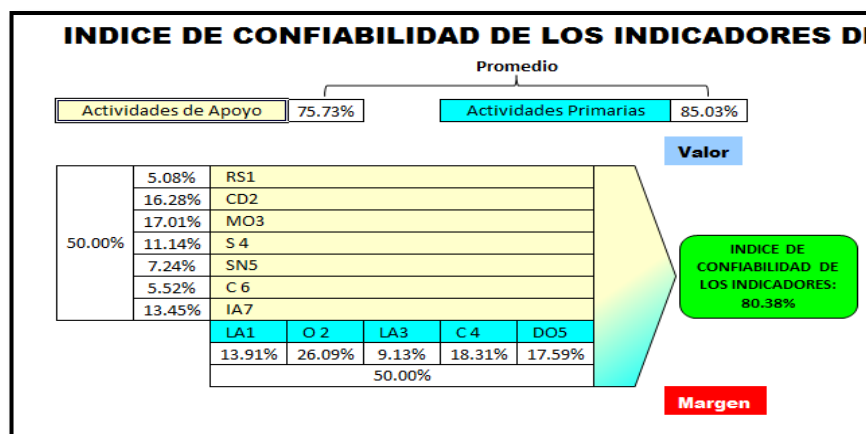 INDICE DE CONFIABILIDAD DE LOS INDICADORES DE
Promedio
Actividades de Apoyo 75.73% Actividades Primarias 85.03%
Valor
5.08% RS1
16.28% CD2
17.01% MO3
50.00% 11.14% S 4
7.24% SN5
5.52% C 6
13.45% IA7
INDICE DE
CONFIABILIDAD DE
LOS INDICADORES:
80.38%
LA1 O 2 LA3 C 4 DO5
13.91% 26.09% 9.13% 18.31% 17.59%
50.00%
Margen